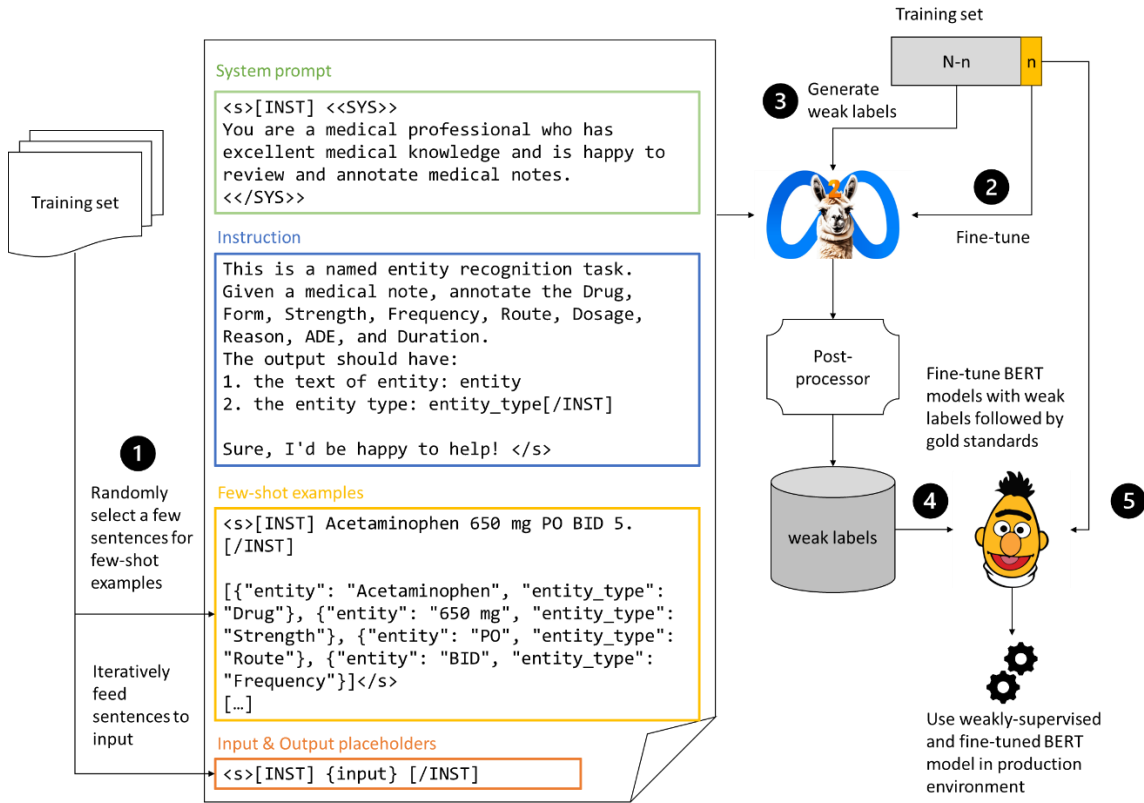 Training set
System prompt
<s>[INST] <<SYS>>
You are a medical professional who has
excellent medical knowledge and is happy to
review and annotate medical notes.
<</SYS>>
Instruction
This is a named entity recognition task.
Given a medical note, annotate the Drug,
Form, Strength, Frequency, Route, Dosage,
Reason, ADE, and Duration.
The output should have:
1. the text of entity: entity
2. the entity type: entity_type[/INST]
Sure, I'd be happy to help! </s>
1
Randomly
select a few
sentences for
few-shot
examples
Few-shot examples
<s>[INST] Acetaminophen 650 mg PO BID 5.
[/INST]
[{"entity": "Acetaminophen", "entity_type":
"Drug"}, {"entity": "650 mg", "entity_type":
"Strength"}, {"entity": "PO", "entity_type":
"Route"}, {"entity": "BID", "entity_type":
"Frequency"}]</s>
[…]
Iteratively
feed
sentences to
input
Input & Output placeholders
<s>[INST] {input} [/INST]
Training set
N-n
n
3
Generate
weak labels
2
2
Fine-tune
Post-
processor
Fine-tune BERT
models with weak
labels followed by
gold standards
weak labels
4
5
Use weakly-supervised
and fine-tuned BERT
model in production
environment